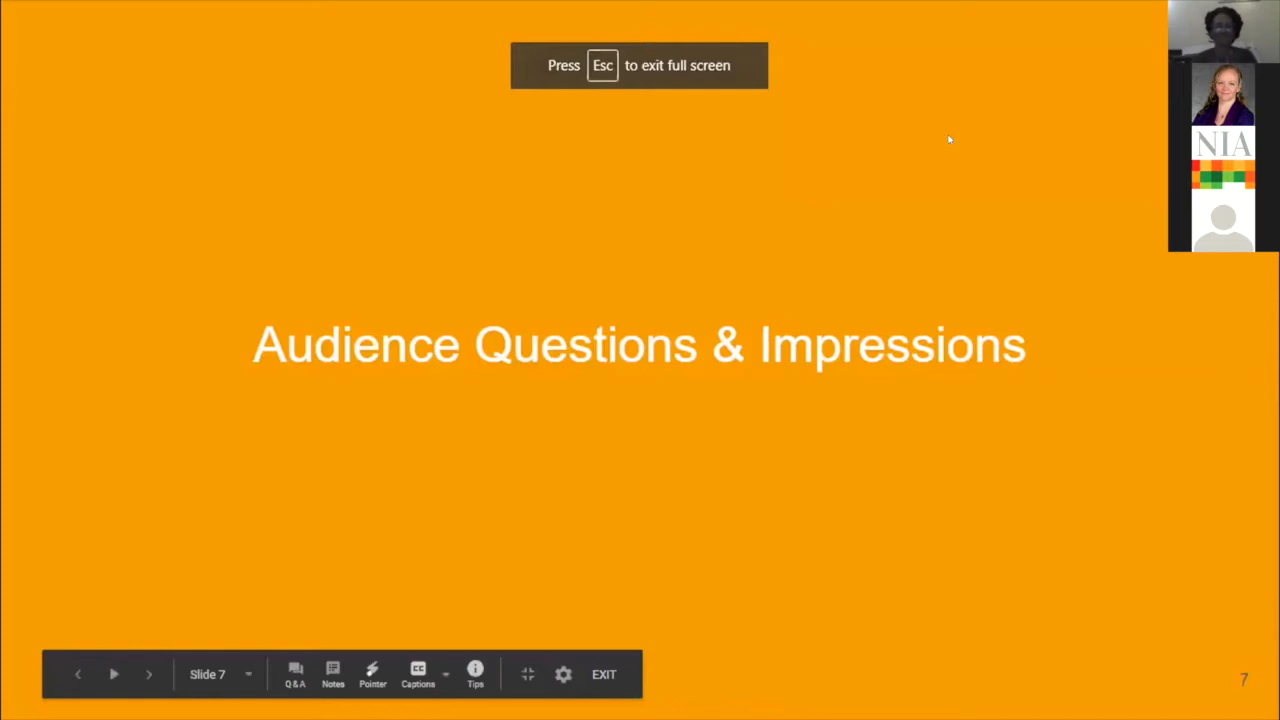 Press Esc to exit full screen
NIA
Audience Questions & Impressions
Slide 7
Q & A Notes Pointer Captions Tips EXIT
7